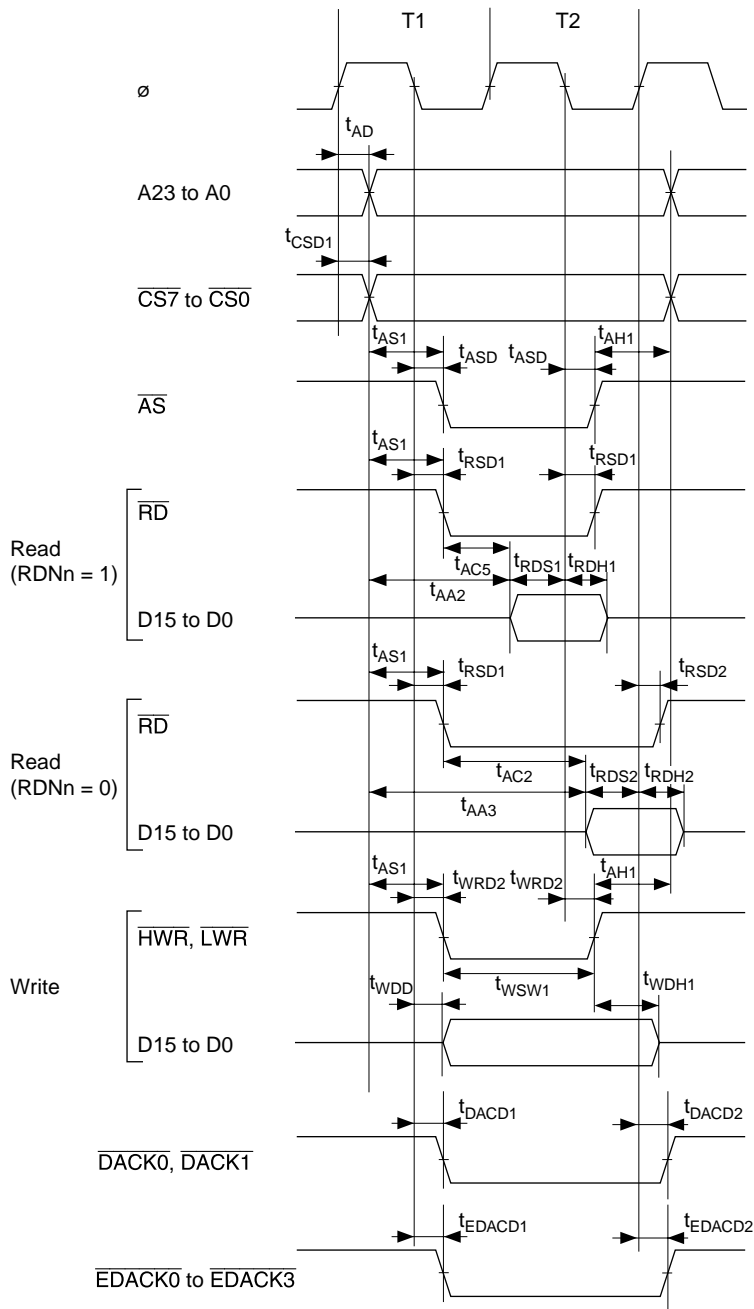 T1 T2
ø
tAD
A23 to A0
tCSD1
CS7 to CS0
tAS1 tASD tASD tAH1
AS
tAS1 tRSD1 tRSD1
RD
Read
(RDNn = 1)
tAC5 tRDS1 tRDH1
tAA2
D15 to D0
tAS1 tRSD1 tRSD2
RD
Read
(RDNn = 0)
tAC2 tRDS2 tRDH2
tAA3
D15 to D0
tAS1 tWRD2 tWRD2 tAH1
HWR, LWR
Write
tWDD tWSW1 tWDH1
D15 to D0
tDACD1 tDACD2
DACK0, DACK1
tEDACD1 tEDACD2
EDACK0 to EDACK3